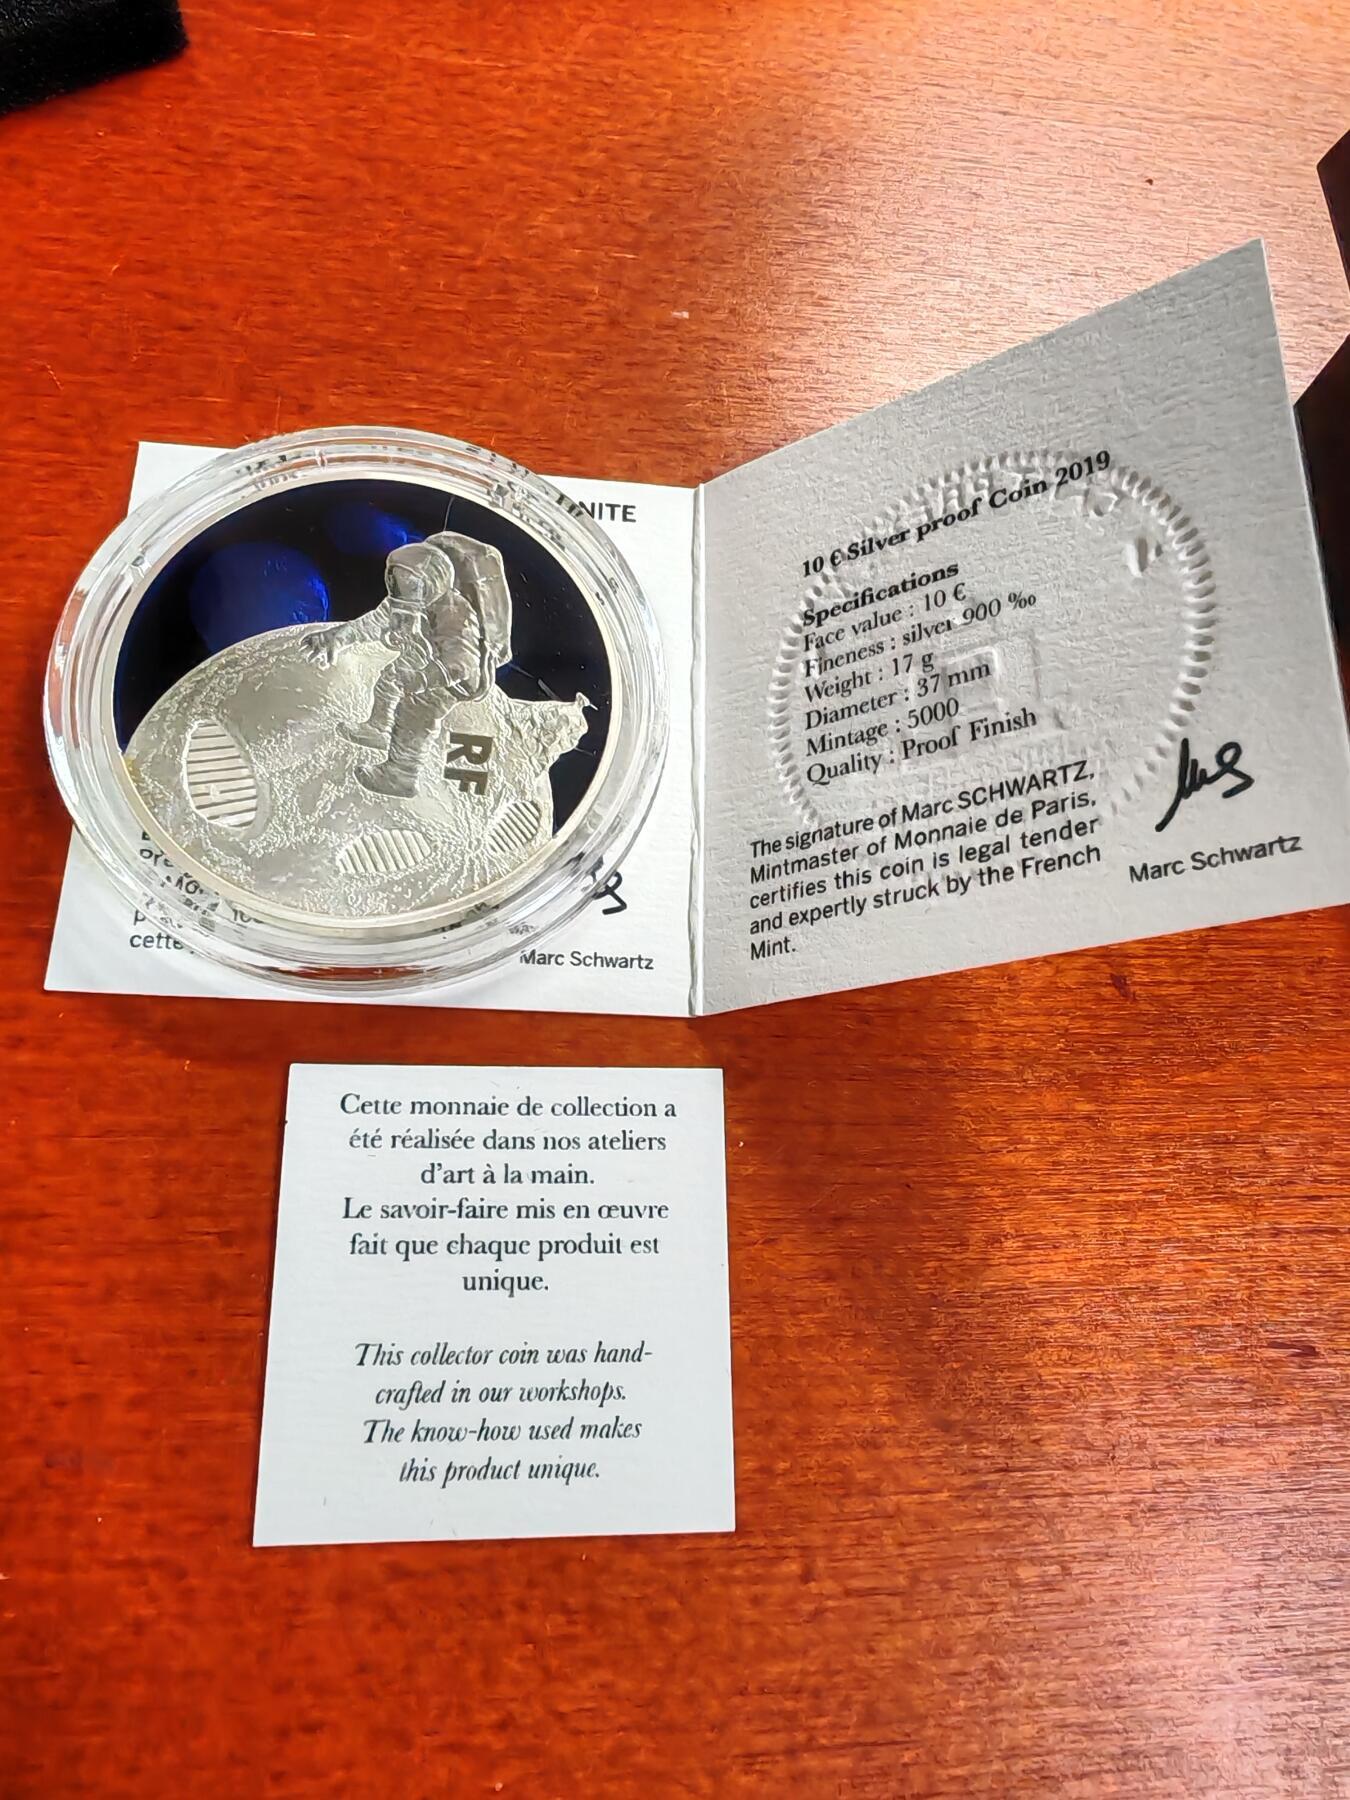 NITE
RF
cette
Marc Schwartz
10 € Silver proof Coin 2019
Specifications
Face value : 10 €
Fineness : silver 900 ‰
Weight : 17 g
Diameter : 37 mm
Mintage : 5000
Quality : Proof Finish
The signature of Marc SCHWARTZ,
Mintmaster of Monnaie de Paris,
certifies this coin is legal tender
and expertly struck by the French
Mint.
Marc Schwartz
Cette monnaie de collection a
été réalisée dans nos ateliers
d'art à la main.
Le savoir-faire mis en œuvre
fait que chaque produit est
unique.
This collector coin was hand-
crafted in our workshops.
The know-how used makes
this product unique.